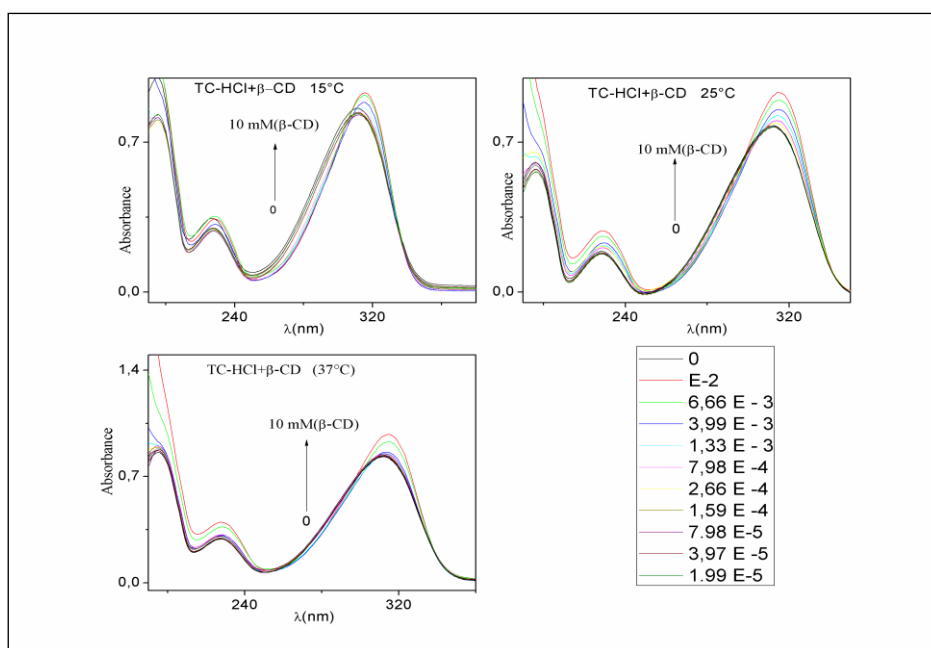 TC-HCl+β-CD 15°C
10 mM(β-CD)
0
0,7
0,0
Absorbance
240
320
λ(nm)
TC-HCl+β-CD 25°C
10 mM(β-CD)
0
0,7
0,0
Absorbance
240
320
λ(nm)
TC-HCl+β-CD (37°C)
10 mM(β-CD)
0
1.4
0,7
0,0
Absorbance
240
320
λ(nm)
0
E-2
6,66 E - 3
3,99 E - 3
1,33 E - 3
7,98 E -4
2,66 E -4
1,59 E -4
7.98 E-5
3,97 E -5
1.99 E-5